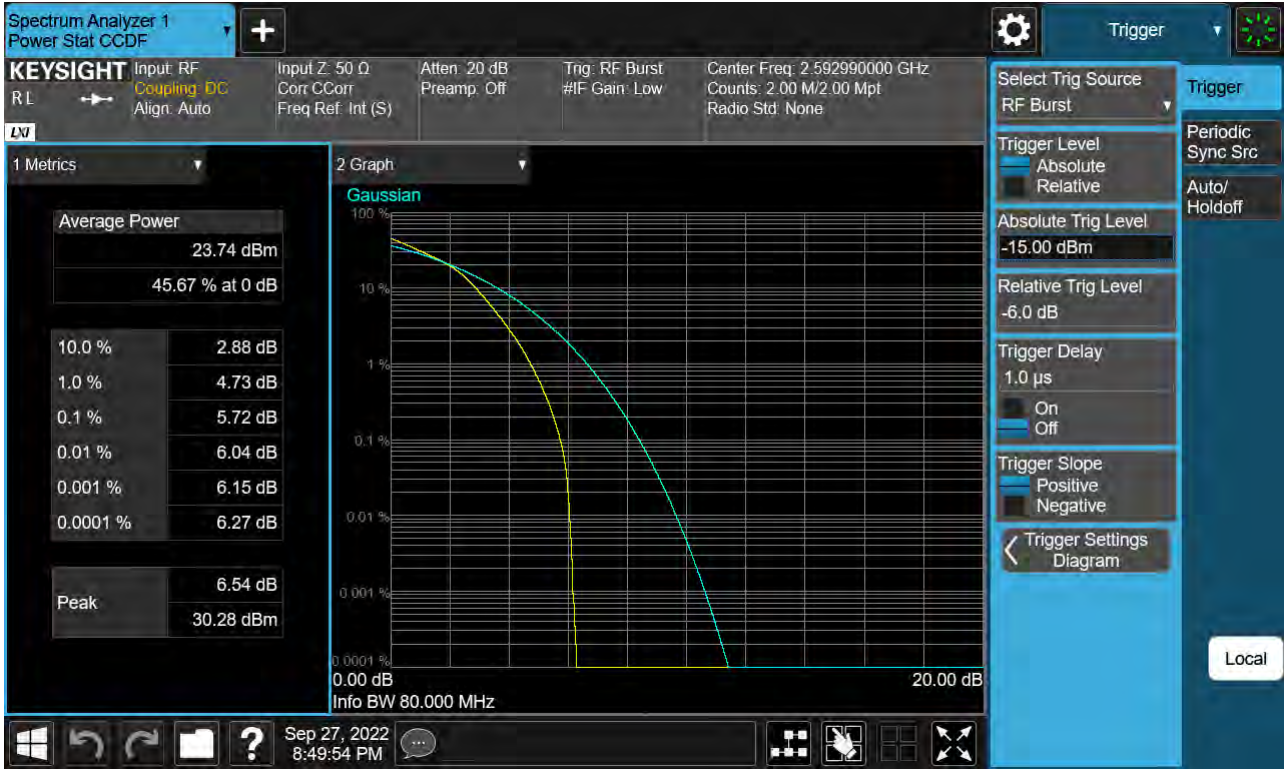 Spectrum Analyzer 1
Power Stat CCDF
Trigger
KEYSIGHT
R L
LXI
Input: RF
Coupling: DC
Align: Auto
Input Z: 50 Ω
Corr CCorr
Freq Ref: Int (S)
Atten: 20 dB
Preamp: Off
Trig: RF Burst
#IF Gain: Low
Center Freq: 2.592990000 GHz
Counts: 2.00 M/2.00 Mpt
Radio Std: None
1 Metrics
Average Power
23.74 dBm
45.67 % at 0 dB
10.0 % 2.88 dB
1.0 % 4.73 dB
0.1 % 5.72 dB
0.01 % 6.04 dB
0.001 % 6.15 dB
0.0001 % 6.27 dB
Peak
6.54 dB
30.28 dBm
2 Graph
Gaussian
100 %
10 %
1 %
0.1 %
0.01 %
0.001 %
0.0001 %
0.00 dB 20.00 dB
Info BW 80.000 MHz
Select Trig Source
RF Burst
Trigger Level
Absolute
Relative
Absolute Trig Level
-15.00 dBm
Relative Trig Level
-6.0 dB
Trigger Delay
1.0 µs
On
Off
Trigger Slope
Positive
Negative
Trigger Settings
Diagram
Trigger
Periodic
Sync Src
Auto/
Holdoff
Local
Sep 27, 2022
8:49:54 PM